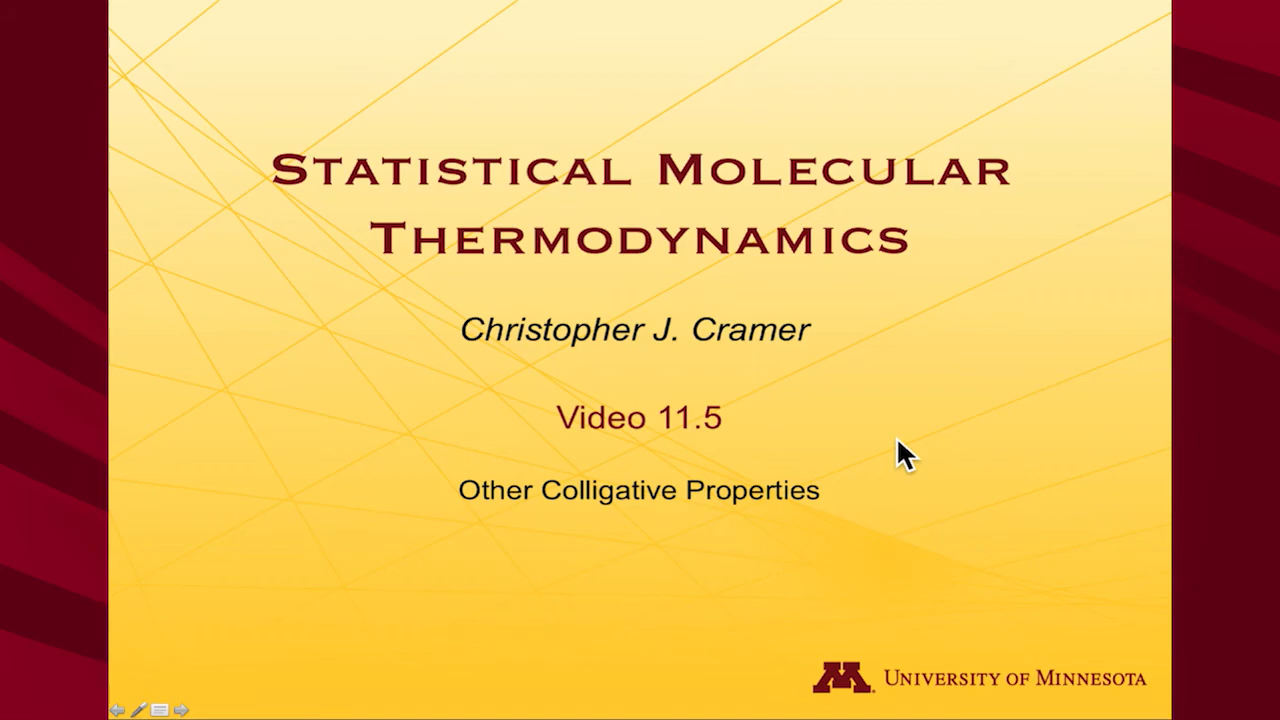 Statistical Molecular
Thermodynamics
Christopher J. Cramer
Video 11.5
Other Colligative Properties
M University of Minnesota